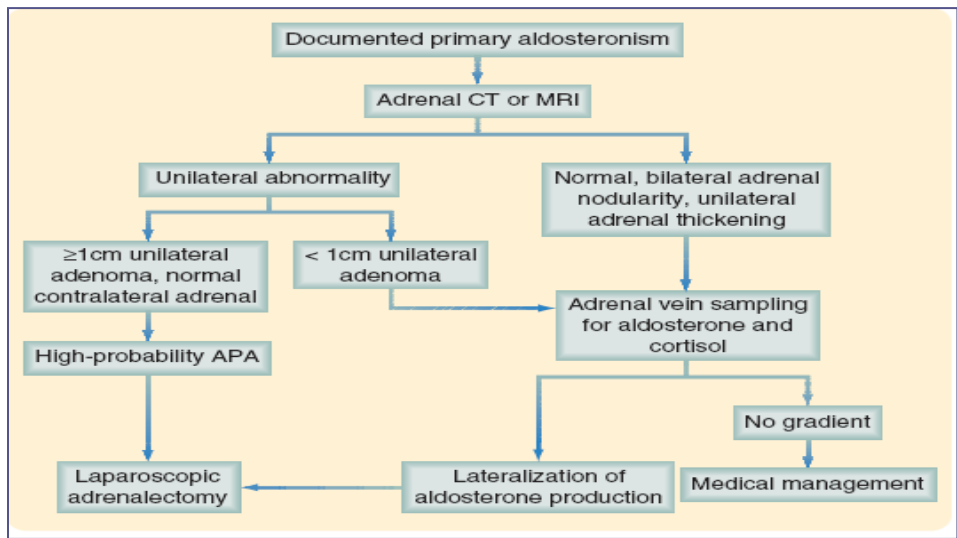 Documented primary aldosteronism
Adrenal CT or MRI
Unilateral abnormality
Normal, bilateral adrenal
nodularity, unilateral
adrenal thickening
≥1cm unilateral
adenoma, normal
contralateral adrenal
< 1cm unilateral
adenoma
Adrenal vein sampling
for aldosterone and
cortisol
High-probability APA
No gradient
Laparoscopic
adrenalectomy
Lateralization of
aldosterone production
Medical management